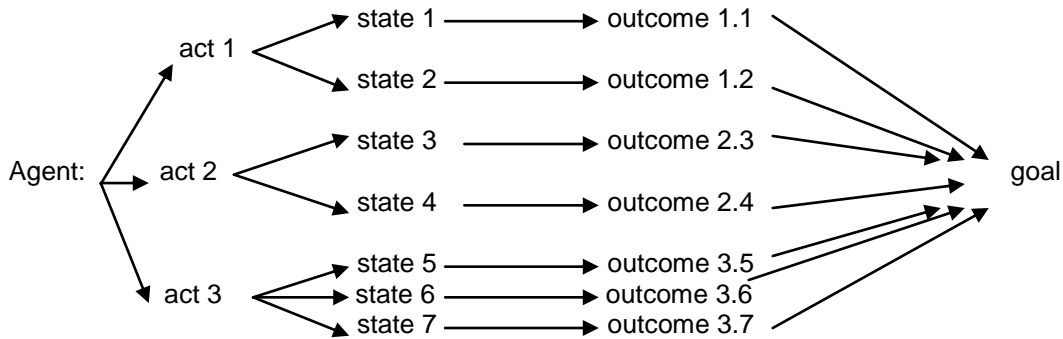 state 1 outcome 1.1
act 1
state 2 outcome 1.2
state 3 outcome 2.3
Agent: act 2 goal
state 4 outcome 2.4
state 5 outcome 3.5
act 3 state 6 outcome 3.6
state 7 outcome 3.7